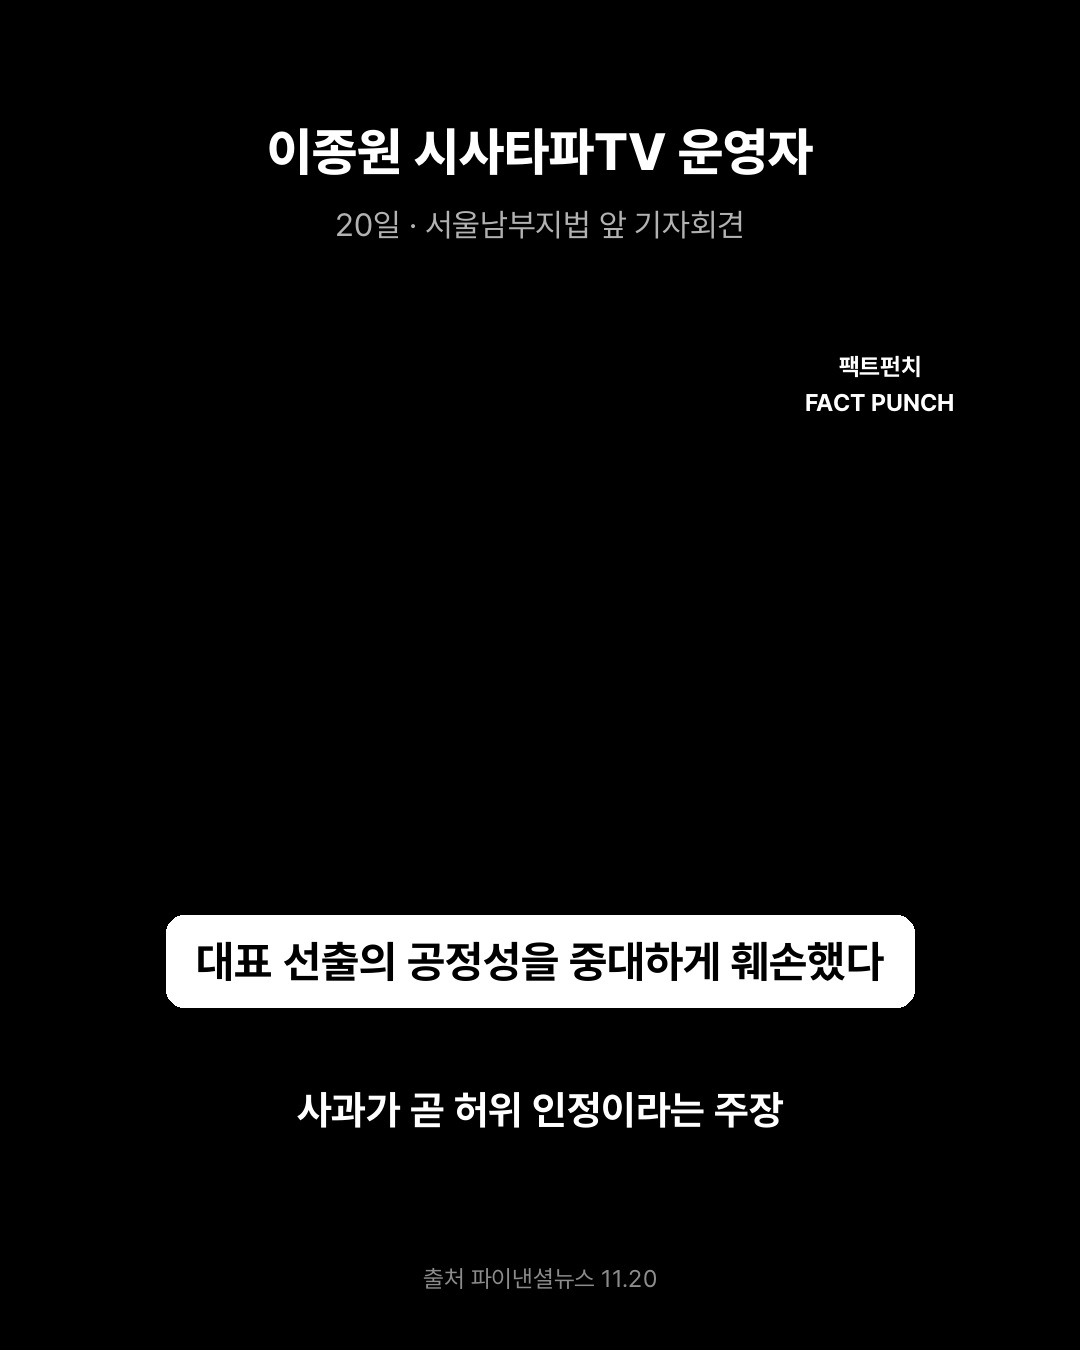 이종원 시사타파TV 운영자
20일 · 서울남부지법 앞 기자회견
팩트펀치
FACT PUNCH
대표 선출의 공정성을 중대하게 훼손했다
사과가 곧 허위 인정이라는 주장
출처 파이낸셜뉴스 11.20